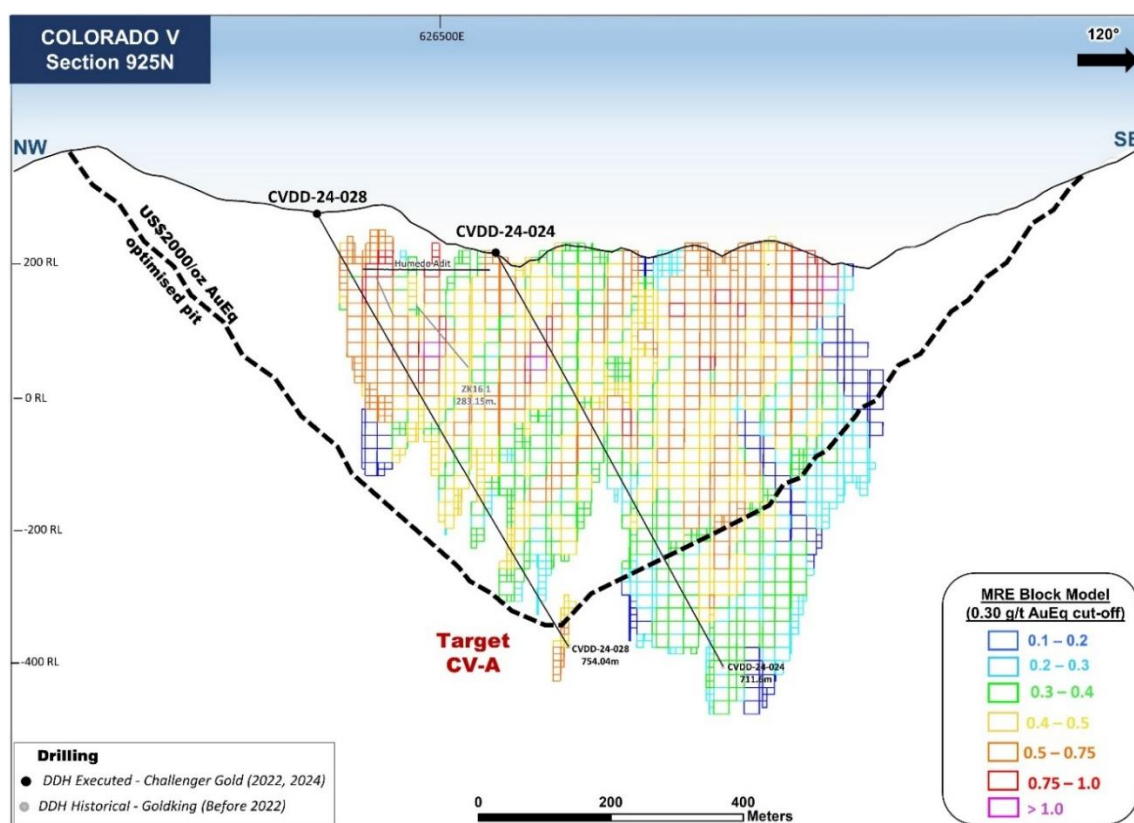 COLORADO V
Section 925N
626500E
120°
NW
SE
CVDD-24-028
CVDD-24-024
US$2000/oz AuEq
optimised pit
200 RL
Humedo Adit
0 RL
ZK16 1
283.15m.
-200 RL
-400 RL
Target
CV-A
CVDD-24-028
754.04m
CVDD-24-024
711.6m
MRE Block Model
(0.30 g/t AuEq cut-off)
0.1 – 0.2
0.2 – 0.3
0.3 – 0.4
0.4 – 0.5
0.5 – 0.75
0.75 – 1.0
> 1.0
Drilling
DDH Executed - Challenger Gold (2022, 2024)
DDH Historical - Goldking (Before 2022)
0 200 400
Meters